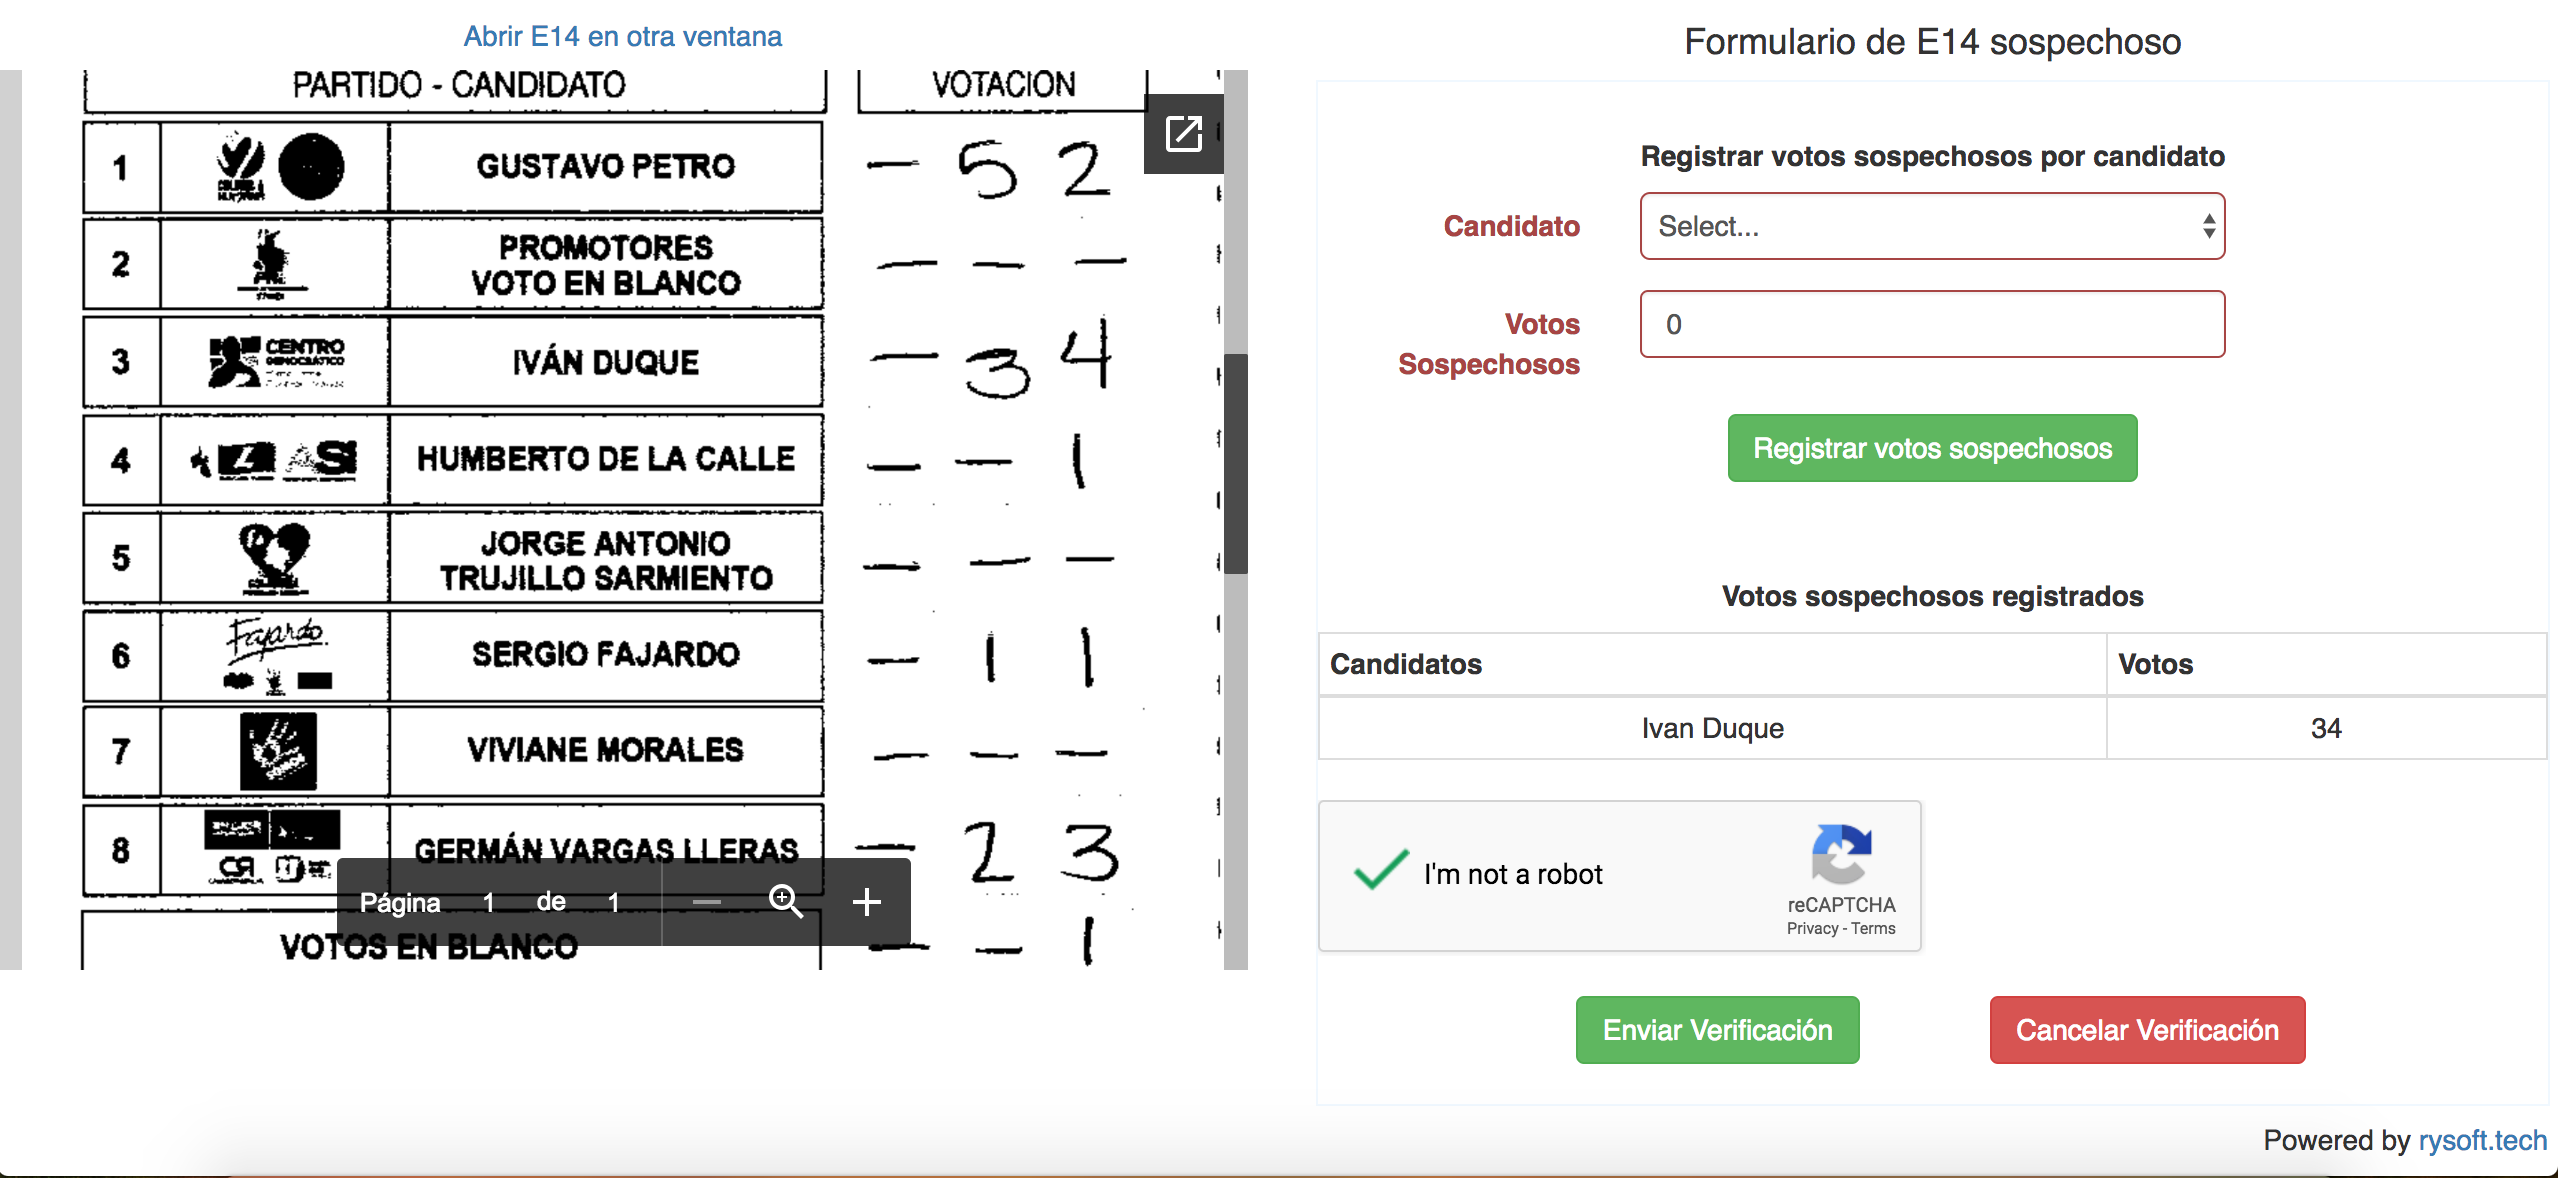 Abrir E14 en otra ventana
PARTIDO - CANDIDATO
VOTACION
1
GUSTAVO PETRO
- 5 2
2
PROMOTORES
VOTO EN BLANCO
- - -
3
CENTRO
DEMOCRÁTICO
IVÁN DUQUE
- 3 4
4
HUMBERTO DE LA CALLE
- - 1
5
JORGE ANTONIO
TRUJILLO SARMIENTO
- - -
6
Fajardo
SERGIO FAJARDO
- 1 1
7
VIVIANE MORALES
- - -
8
CR
GERMÁN VARGAS LLERAS
- 2 3
Página 1 de 1
VOTOS EN BLANCO
- - 1
Formulario de E14 sospechoso
Registrar votos sospechosos por candidato
Candidato
Select...
Votos
Sospechosos
0
Registrar votos sospechosos
Votos sospechosos registrados
Candidatos
Votos
Ivan Duque
34
I'm not a robot
reCAPTCHA
Privacy - Terms
Enviar Verificación
Cancelar Verificación
Powered by rysoft.tech